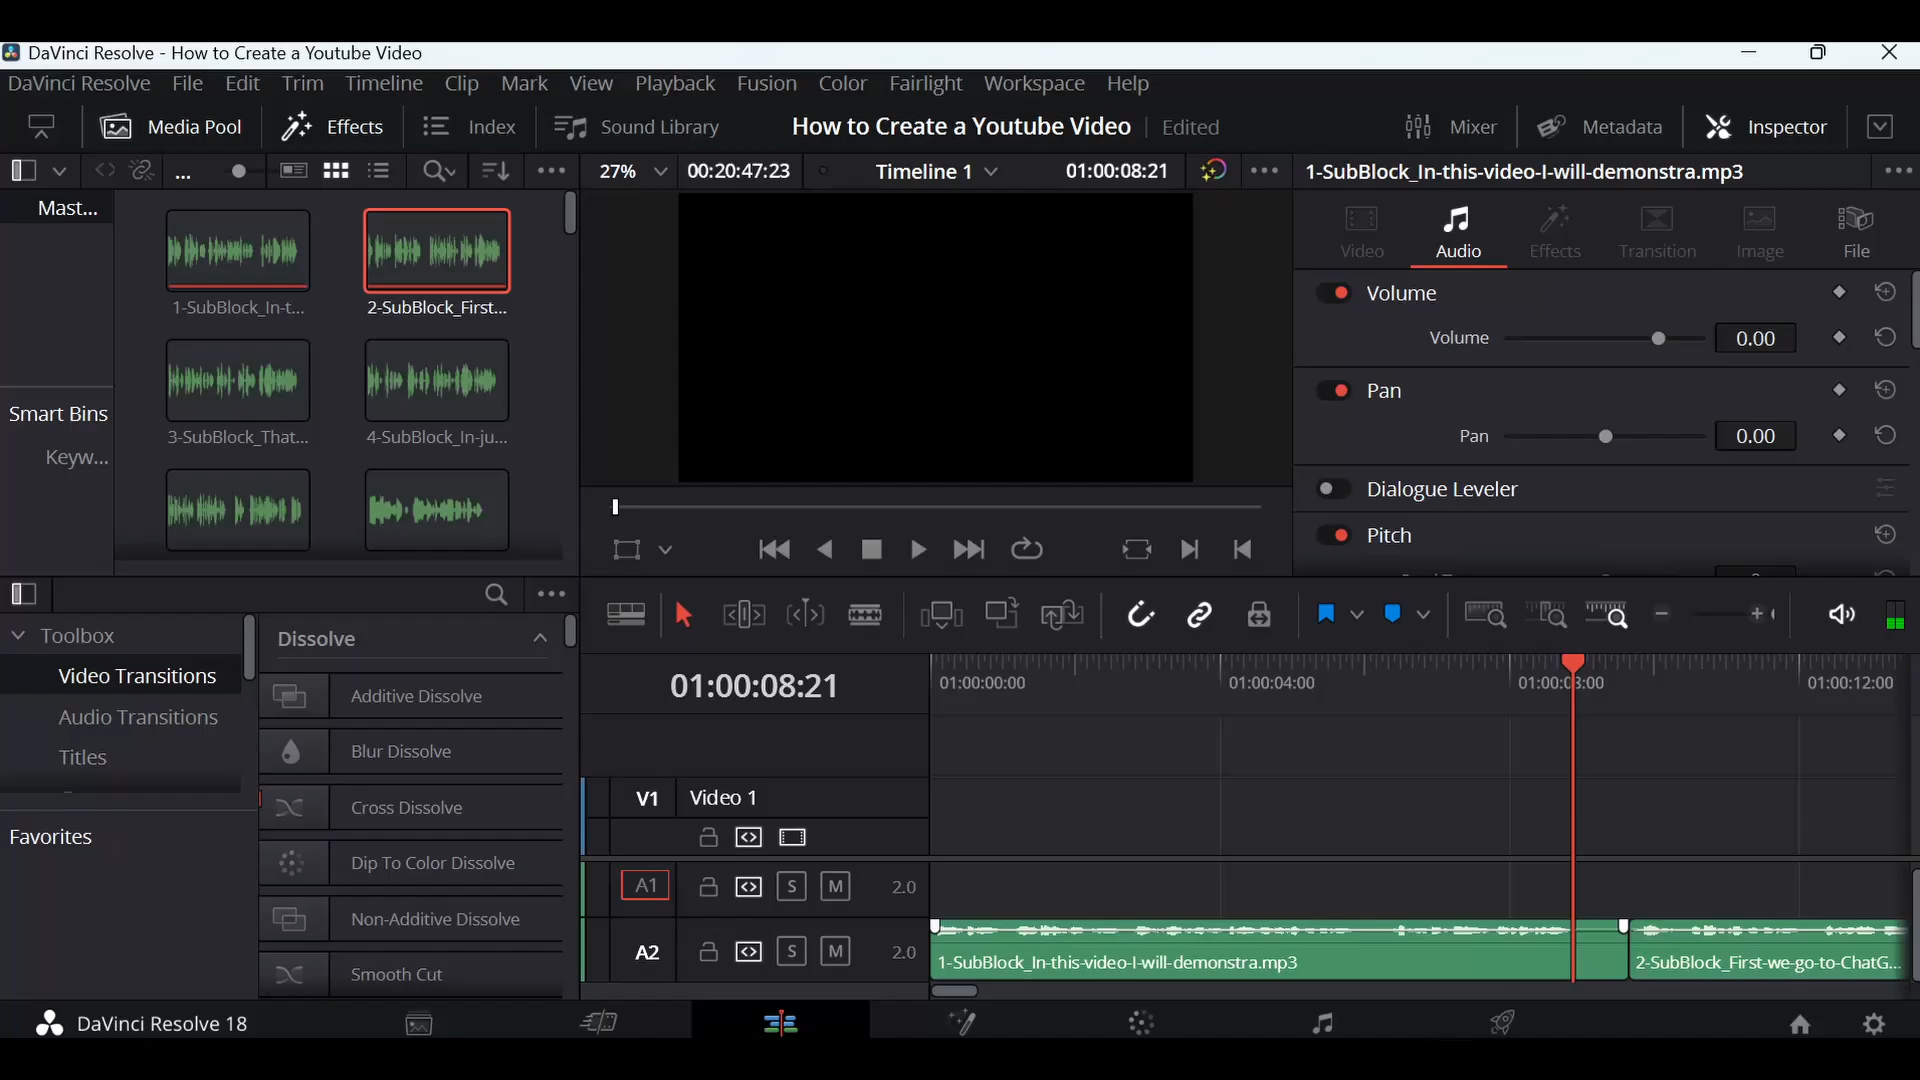 DaVinci Resolve - How to Create a Youtube Video
DaVinci Resolve File Edit Trim Timeline Clip Mark View Playback Fusion Color Fairlight Workspace Help
Media Pool Effects Index Sound Library How to Create a Youtube Video Edited Mixer Metadata Inspector
... 27% 00:20:47:23 Timeline 1 01:00:08:21 1-SubBlock_In-this-video-I-will-demonstra.mp3
Mast...
1-SubBlock_In-t... 2-SubBlock_First...
3-SubBlock_That... 4-SubBlock_In-ju...
Smart Bins
Keyw...
Video Audio Effects Transition Image File
Volume
Volume 0.00
Pan
Pan 0.00
Dialogue Leveler
Pitch
Toolbox
Video Transitions
Audio Transitions
Titles
Favorites
Dissolve
Additive Dissolve
Blur Dissolve
Cross Dissolve
Dip To Color Dissolve
Non-Additive Dissolve
Smooth Cut
01:00:08:21 01:00:00:00 01:00:04:00 01:00:08:00 01:00:12:00
V1 Video 1
A1 S M 2.0
A2 S M 2.0
1-SubBlock_In-this-video-I-will-demonstra.mp3 2-SubBlock_First-we-go-to-ChatG...
DaVinci Resolve 18